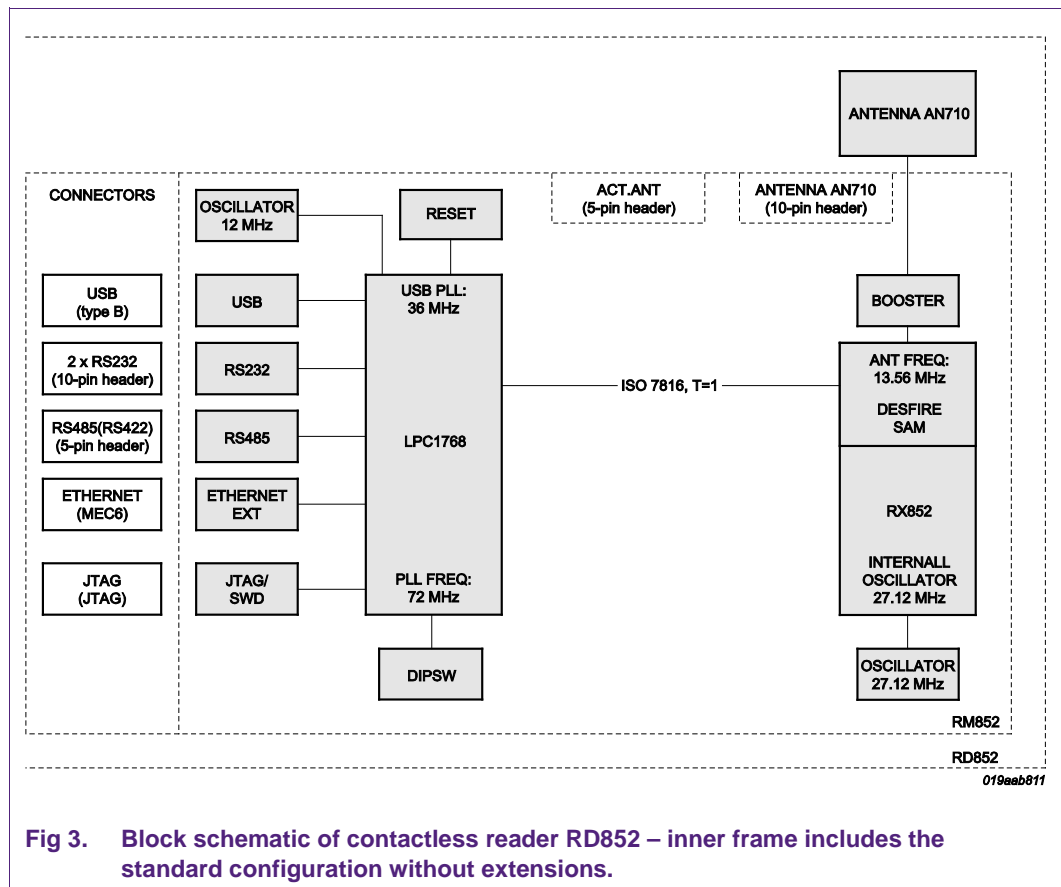 ANTENNA AN710
CONNECTORS
OSCILLATOR
12 MHz
RESET
ACT.ANT
(5-pin header)
ANTENNA AN710
(10-pin header)
USB
(type B)
USB
USB PLL:
36 MHz
BOOSTER
2 x RS232
(10-pin header)
RS232
ISO 7816, T=1
ANT FREQ:
13.56 MHz
DESFIRE
SAM
RS485(RS422)
(5-pin header)
RS485
LPC1768
ETHERNET
(MEC6)
ETHERNET
EXT
RX852
JTAG
(JTAG)
JTAG/
SWD
PLL FREQ:
72 MHz
INTERNALL
OSCILLATOR
27.12 MHz
DIPSW
OSCILLATOR
27.12 MHz
RM852
RD852
019aab811
Fig 3. Block schematic of contactless reader RD852 – inner frame includes the
standard configuration without extensions.